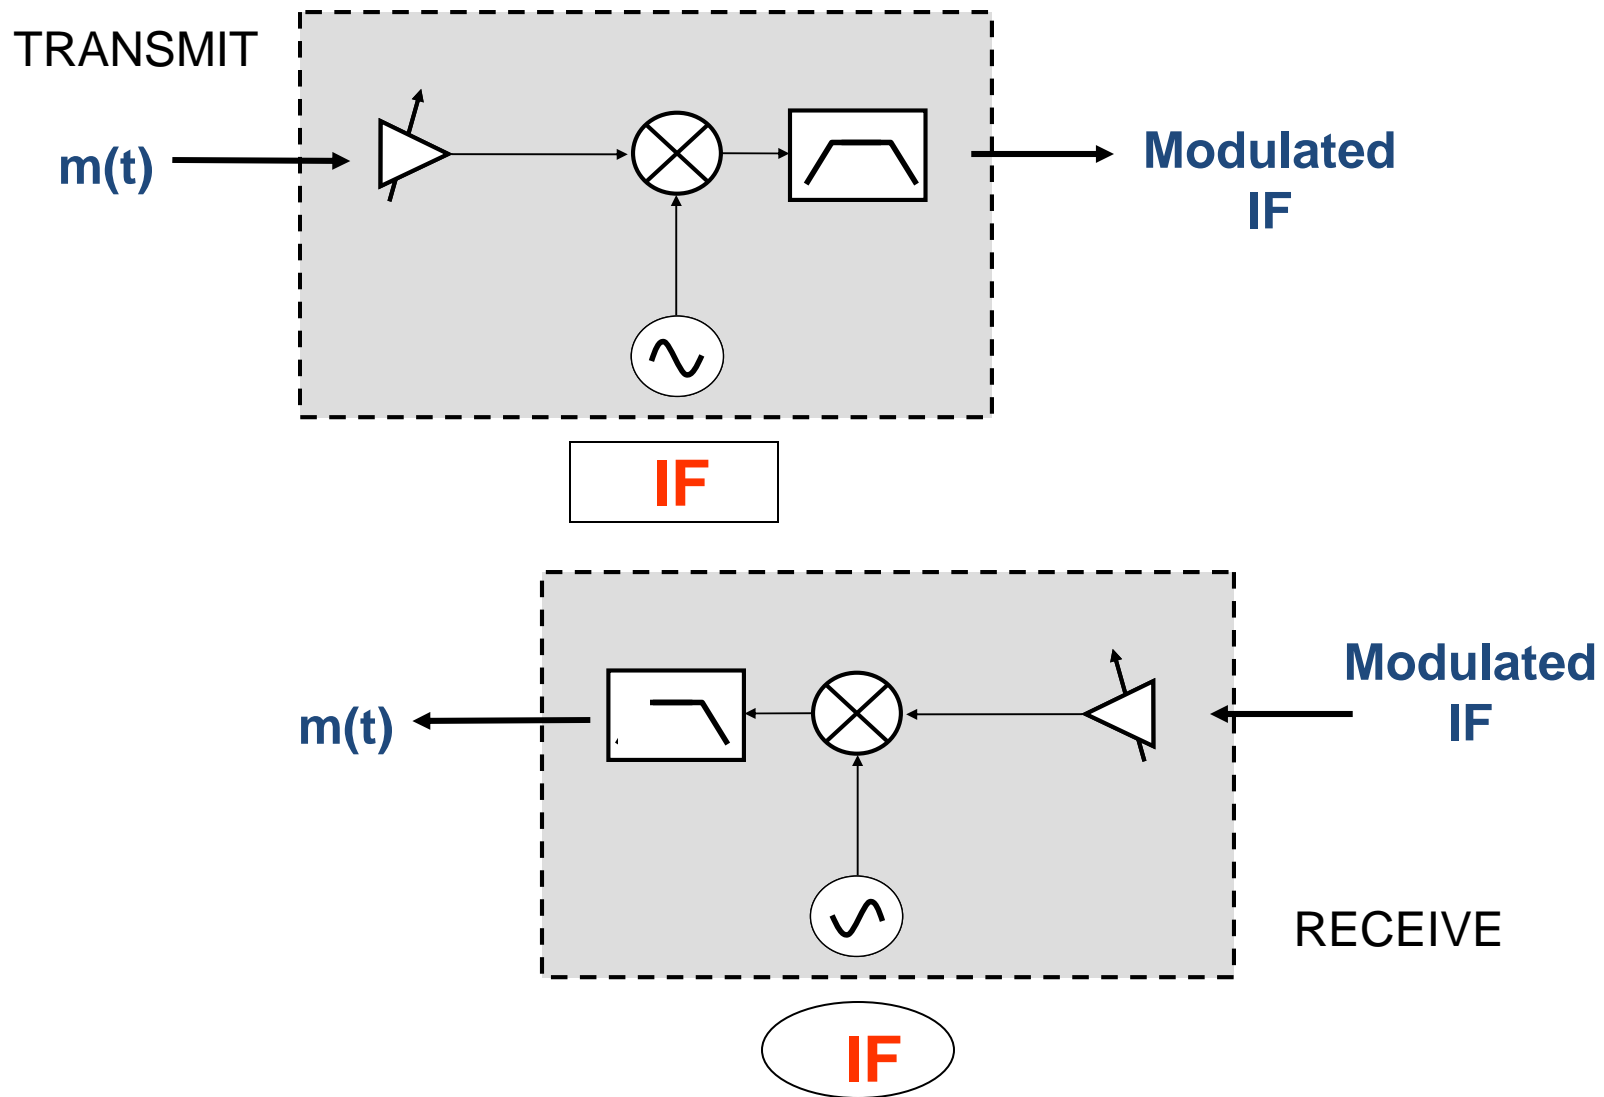 TRANSMIT
m(t)
Modulated
IF
IF
Modulated
IF
m(t)
RECEIVE
IF